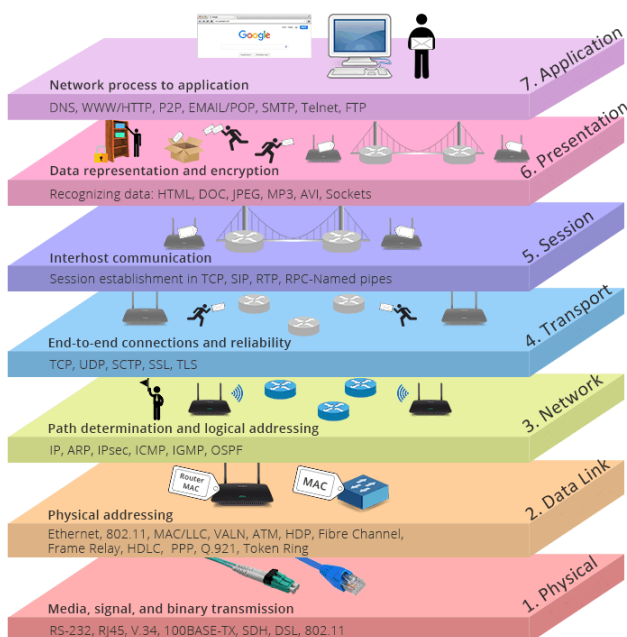 Google
7. Application
Network process to application
DNS, WWW/HTTP, P2P, EMAIL/POP, SMTP, Telnet, FTP
6. Presentation
Data representation and encryption
Recognizing data: HTML, DOC, JPEG, MP3, AVI, Sockets
5. Session
Interhost communication
Session establishment in TCP, SIP, RTP, RPC-Named pipes
4. Transport
End-to-end connections and reliability
TCP, UDP, SCTP, SSL, TLS
3. Network
Path determination and logical addressing
IP, ARP, IPsec, ICMP, IGMP, OSPF
Router
MAC
MAC
2. Data Link
Physical addressing
Ethernet, 802.11, MAC/LLC, VALN, ATM, HDP, Fibre Channel,
Frame Relay, HDLC, PPP, Q.921, Token Ring
1. Physical
Media, signal, and binary transmission
RS-232, RJ45, V.34, 100BASE-TX, SDH, DSL, 802.11